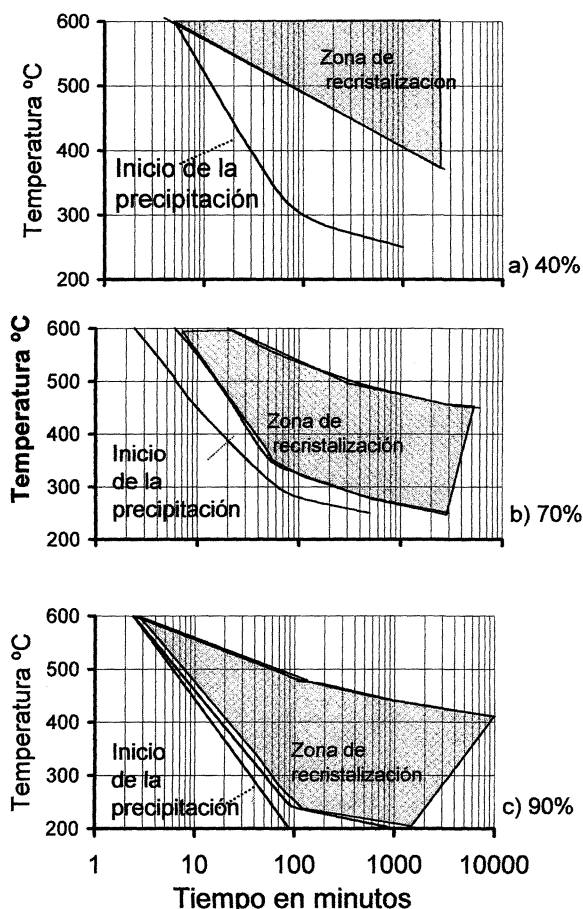 600
500
400
300
200
Temperatura ºC
Zona de
recristalización
Inicio de la
precipitación
a) 40%
600
500
400
300
200
Temperatura ºC
Zona de
recristalización
Inicio
de la
precipitación
b) 70%
600
500
400
300
200
Temperatura ºC
Inicio
de la
precipitación
Zona de
recristalización
c) 90%
1 10 100 1000 10000
Tiempo en minutos